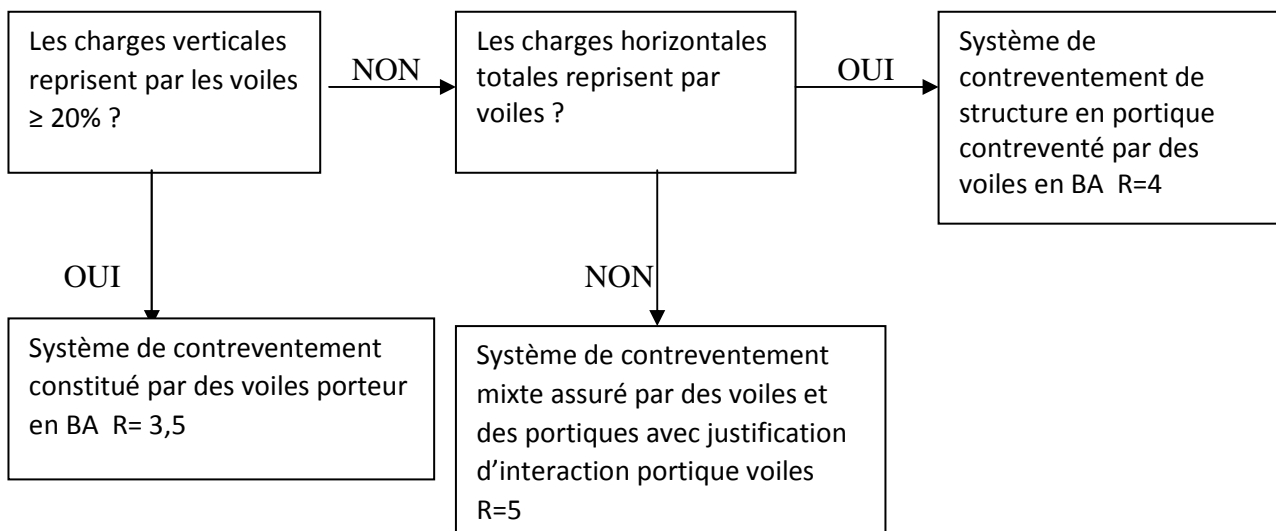 Les charges verticales
reprisent par les voiles
≥ 20% ?
NON
Les charges horizontales
totales reprisent par
voiles ?
OUI
Système de
contreventement de
structure en portique
contreventé par des
voiles en BA  R=4
OUI
NON
Système de contreventement
constitué par des voiles porteur
en BA  R= 3,5
Système de contreventement
mixte assuré par des voiles et
des portiques avec justification
d’interaction portique voiles
R=5